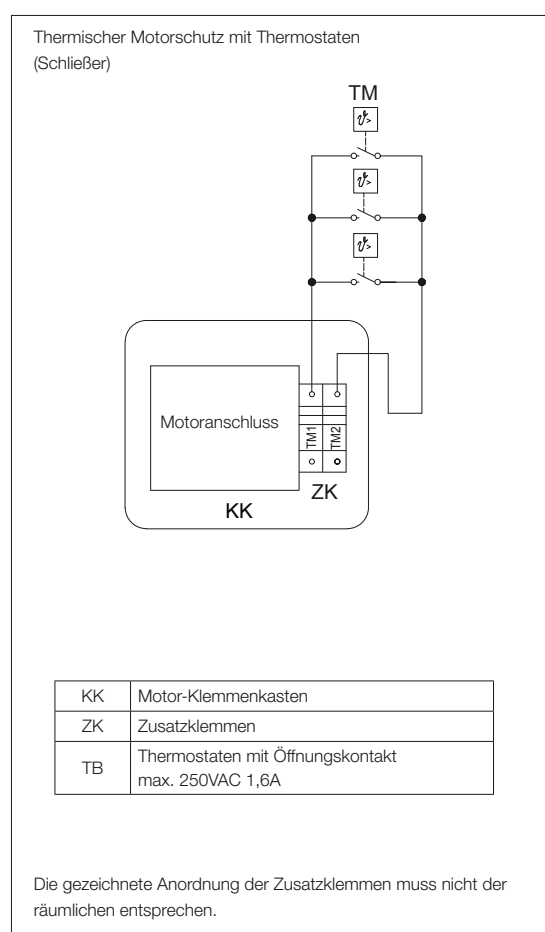 Thermischer Motorschutz mit Thermostaten
(Schließer)
TM
ϑ>
ϑ>
ϑ>
Motoranschluss
TM1
TM2
ZK
KK
KK Motor-Klemmenkasten
ZK Zusatzklemmen
TB Thermostaten mit Öffnungskontakt
max. 250VAC 1,6A
Die gezeichnete Anordnung der Zusatzklemmen muss nicht der
räumlichen entsprechen.